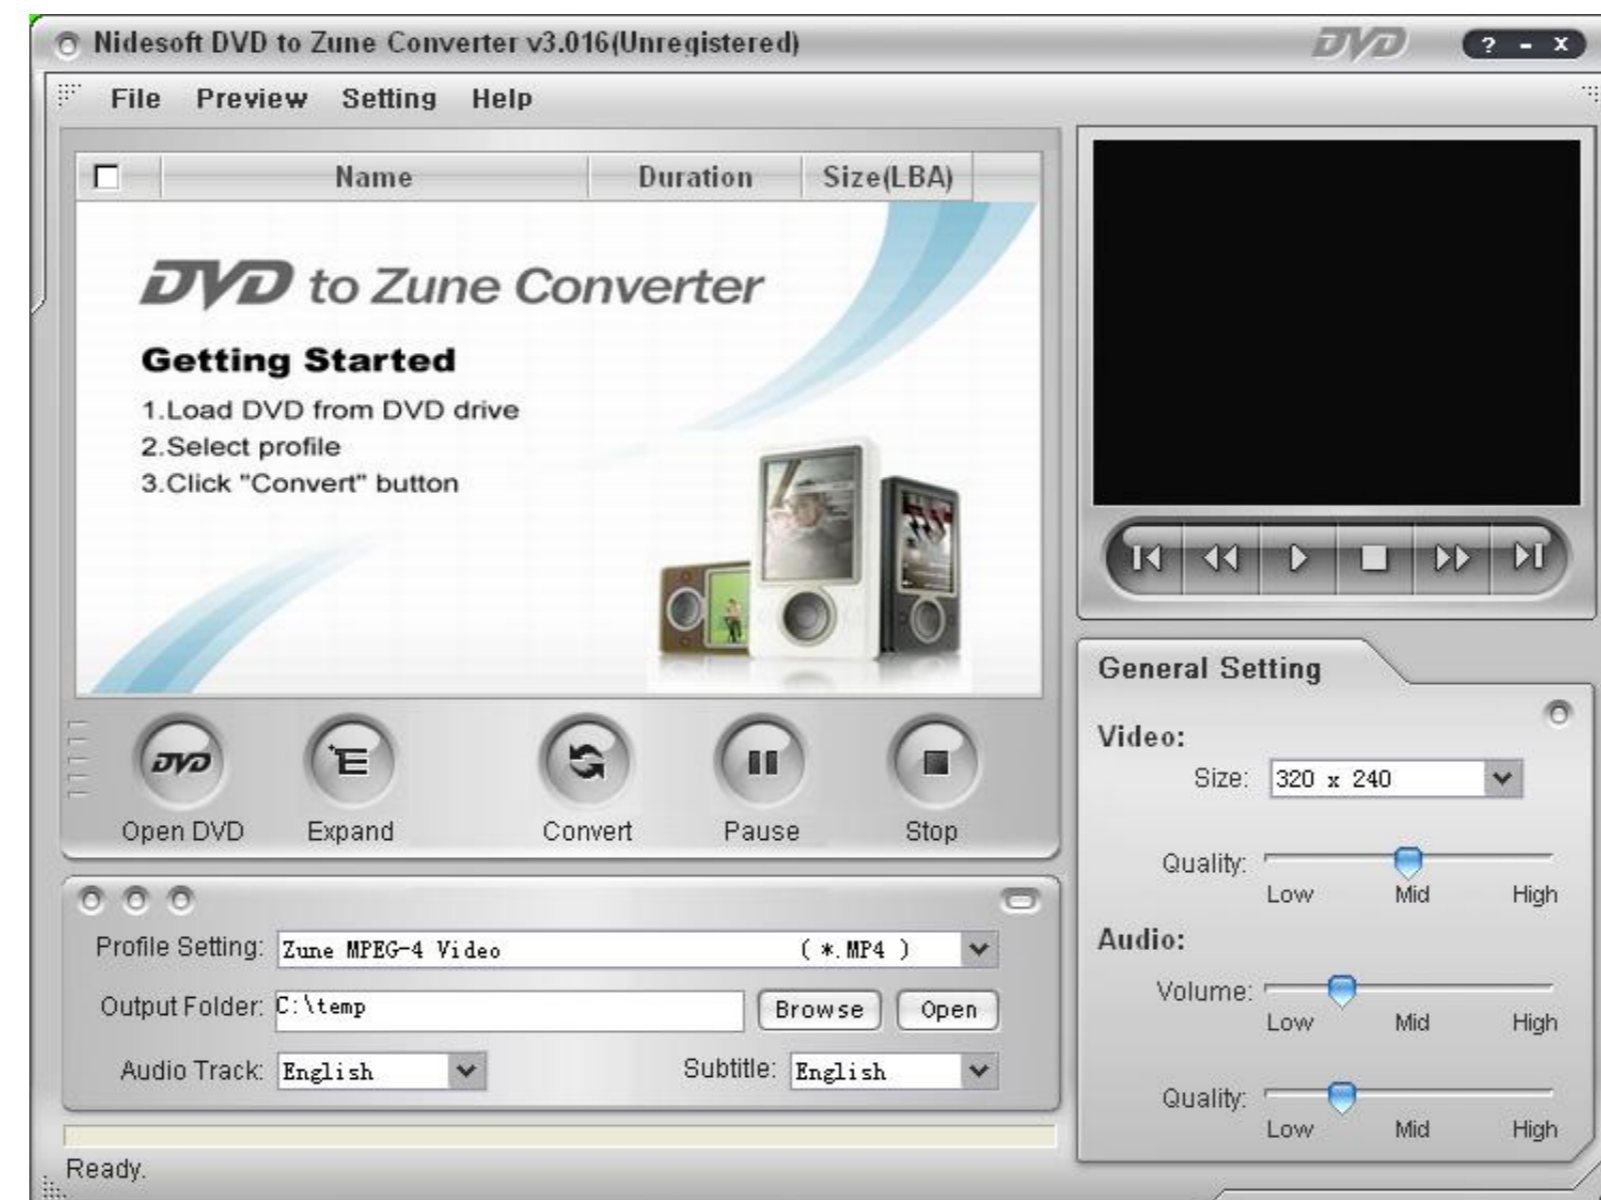 Nidesoft DVD to Zune Converter v3.016(Unregistered)
DVD
? - x
File Preview Setting Help
Name Duration Size(LBA)
DVD to Zune Converter
Getting Started
1.Load DVD from DVD drive
2.Select profile
3.Click "Convert" button
General Setting
Video:
Size: 320 x 240
Quality:
Low Mid High
Audio:
Volume:
Low Mid High
Quality:
Low Mid High
DVD
Open DVD Expand Convert Pause Stop
Profile Setting: Zune MPEG-4 Video ( *.MP4 )
Output Folder: C:\temp Browse Open
Audio Track: English Subtitle: English
Ready.